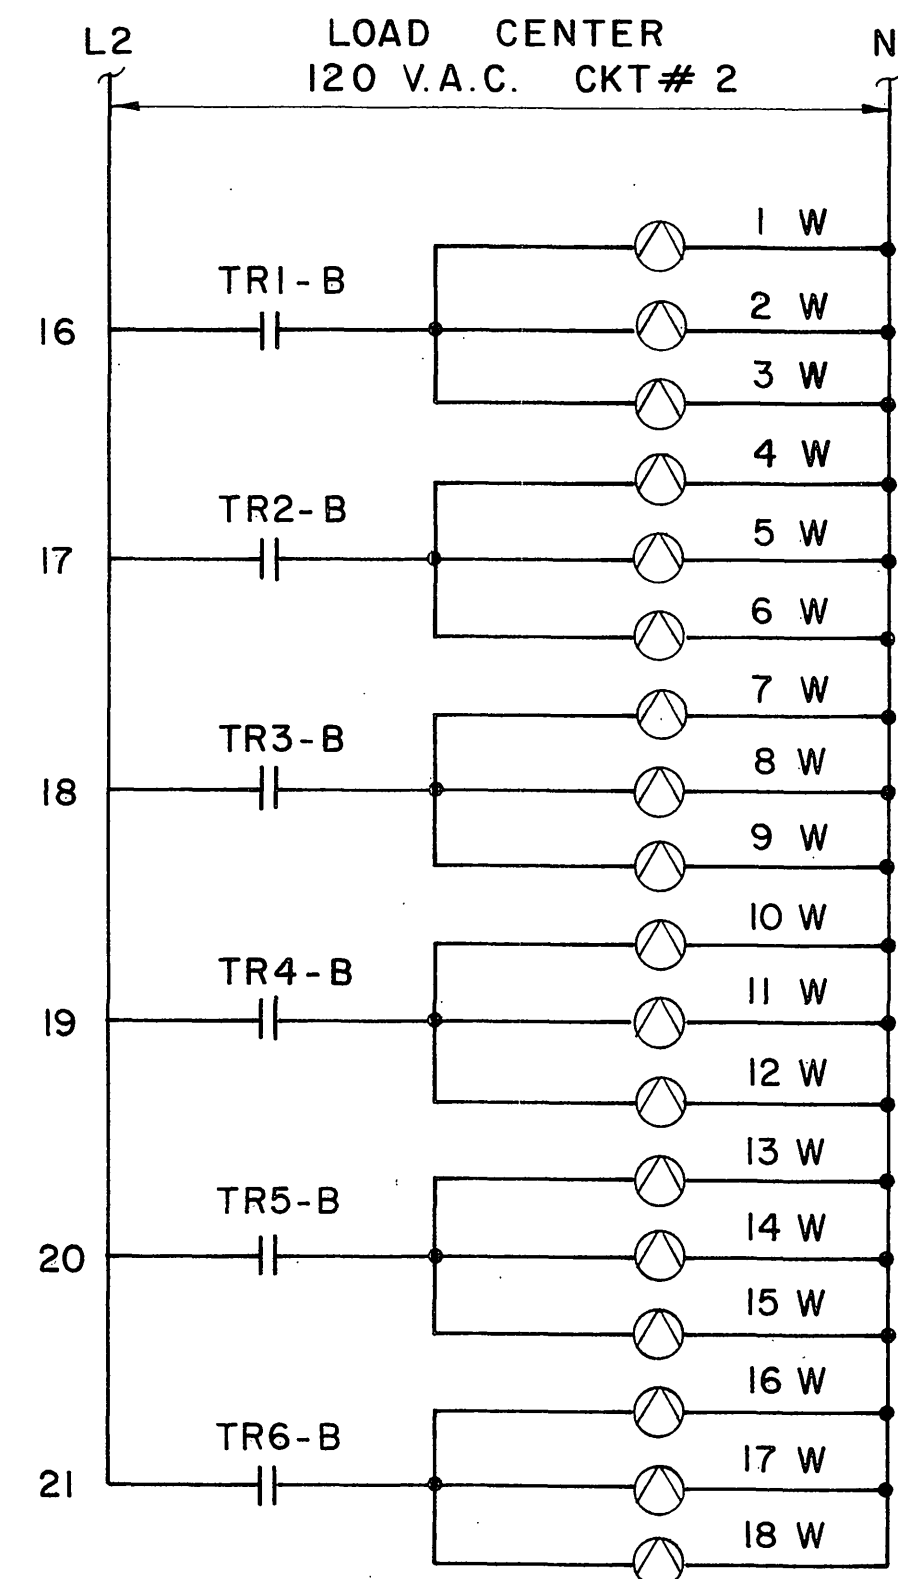 L2 LOAD CENTER N
120 V.A.C. CKT# 2
1 W
TR1-B
16
2 W
3 W
4 W
TR2-B
17
5 W
6 W
7 W
TR3-B
18
8 W
9 W
10 W
TR4-B
19
11 W
12 W
13 W
TR5-B
20
14 W
15 W
16 W
TR6-B
21
17 W
18 W